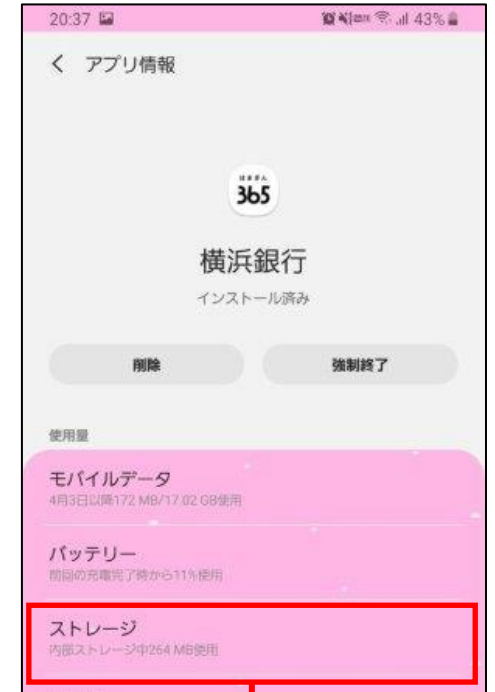 20:37 43%
アプリ情報
はまぎん
365
横浜銀行
インストール済み
削除 強制終了
使用量
モバイルデータ
4月3日以降172 MB/17.02 GB使用
バッテリー
前回の充電完了時から11%使用
ストレージ
内部ストレージ中264 MB使用